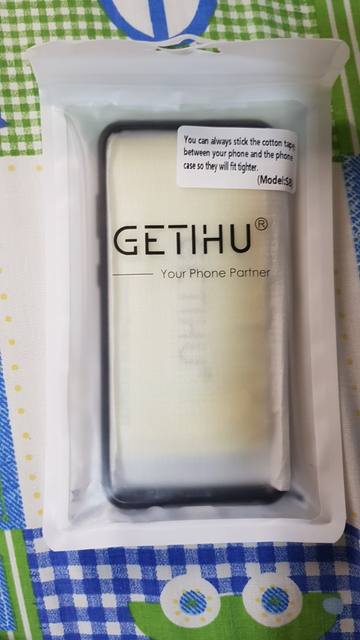 You can always stick the cotton tape
between your phone and the phone
case so they will fit tighter.
(Model:S8)
GETIHU®
Your Phone Partner